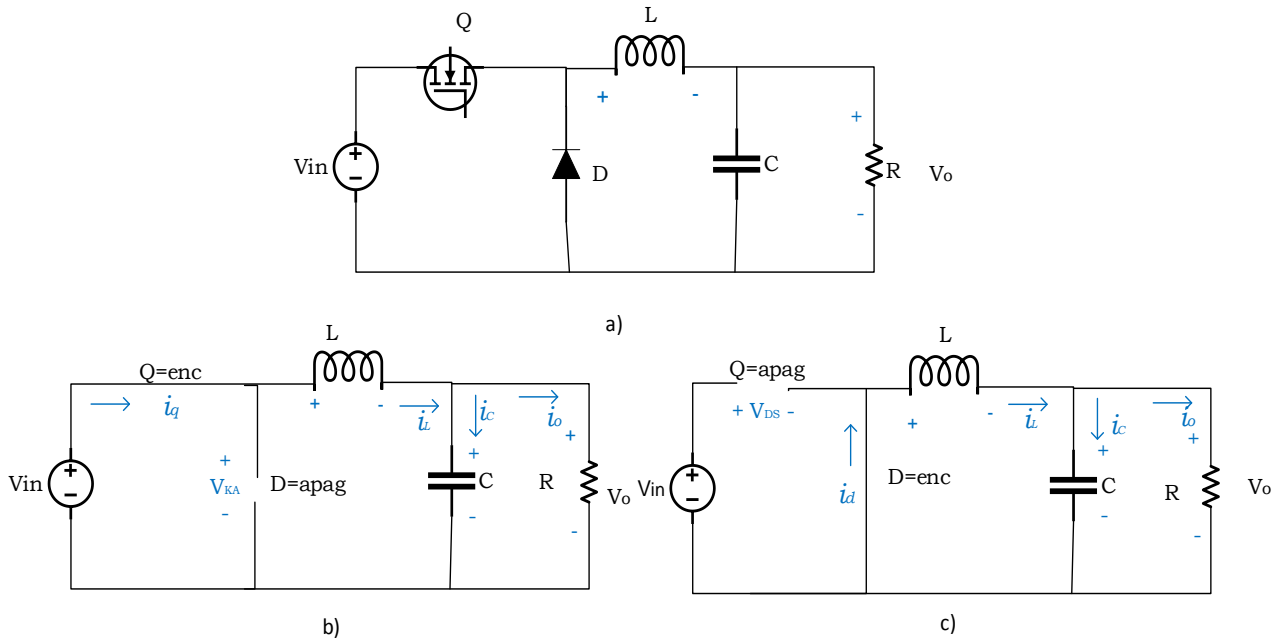 Q
L
+ -
Vin
+
-
D
C
+
R
Vo
-
a)
L
Q=enc
iq
+ -
iL
iC
io
+
Vin
+
-
+
VKA
-
D=apag
+
C
-
R
Vo
-
b)
L
Q=apag
+ VDS -
+ -
iL
iC
io
+
Vin
+
-
id
D=enc
+
C
-
R
Vo
-
c)